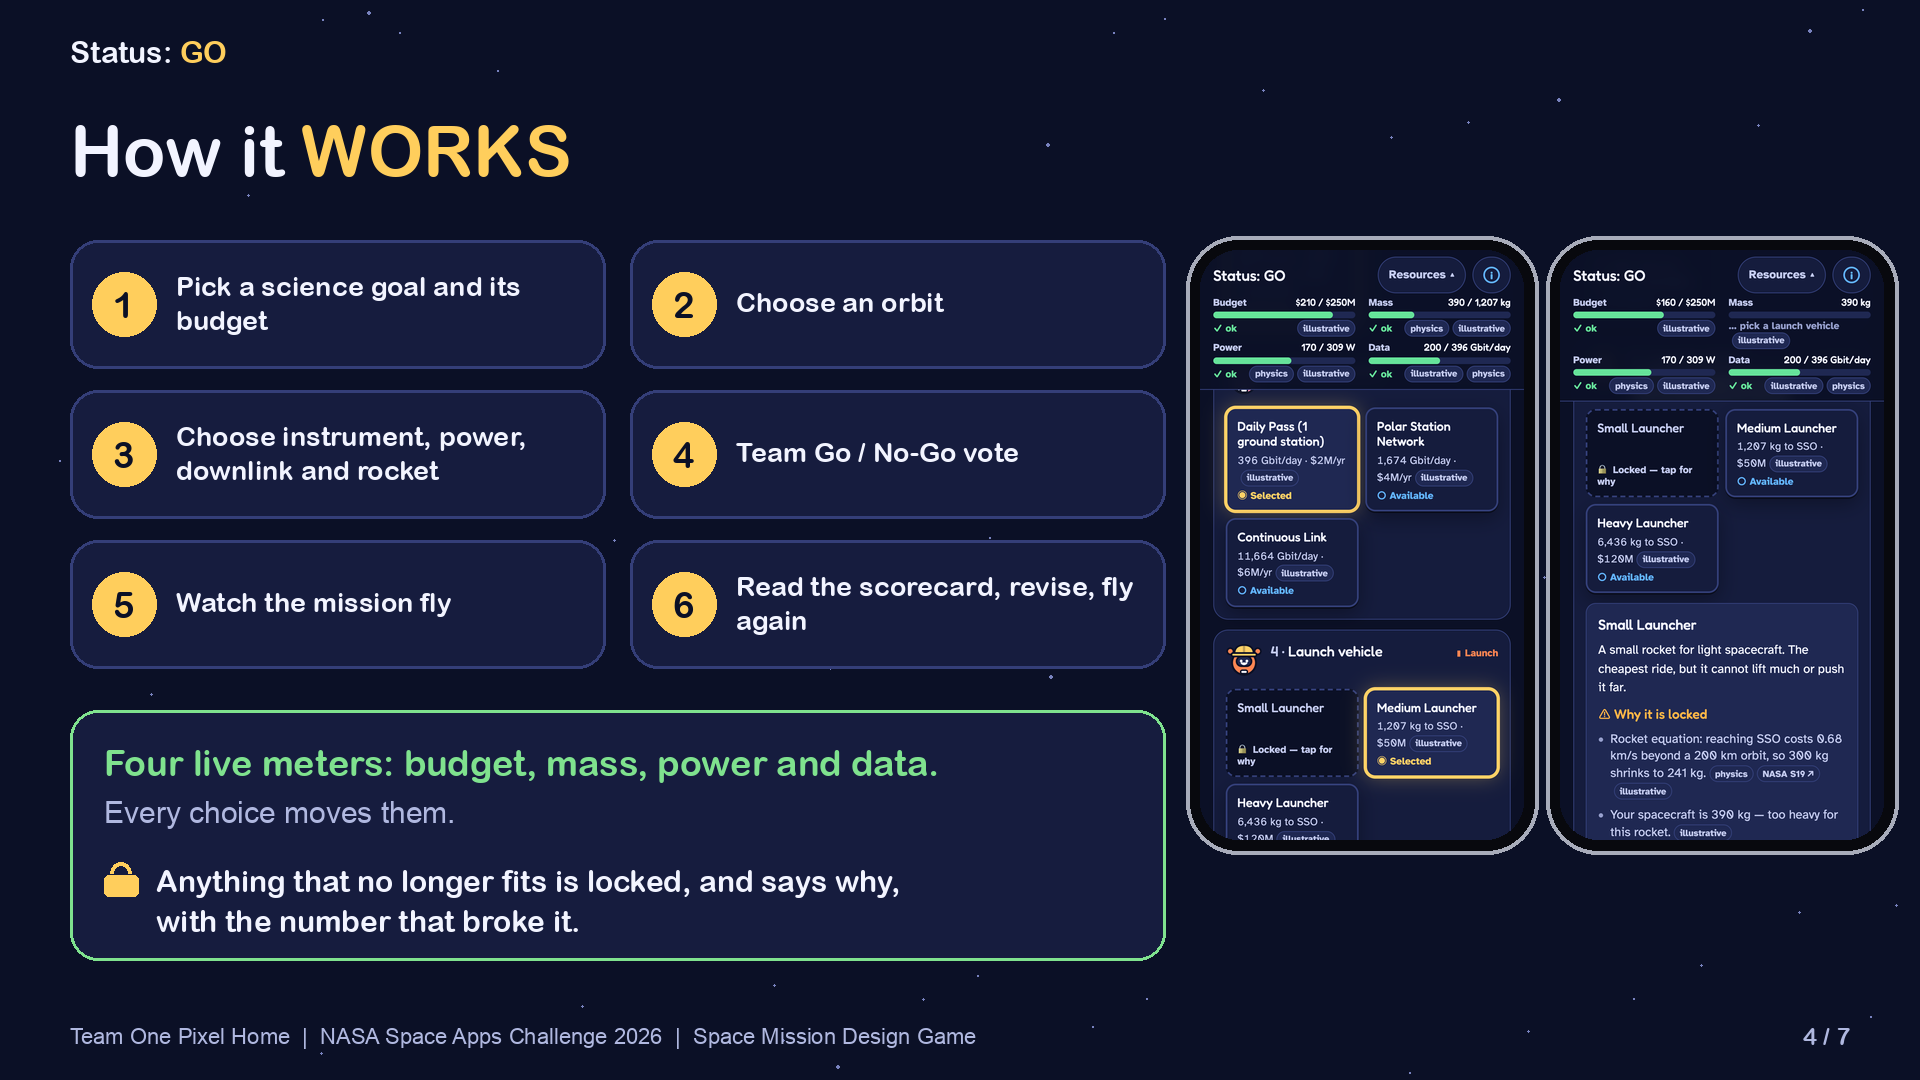 Status: GO
How it WORKS
1
Pick a science goal and its
budget
2
Choose an orbit
3
Choose instrument, power,
downlink and rocket
4
Team Go / No-Go vote
5
Watch the mission fly
6
Read the scorecard, revise, fly
again
Four live meters: budget, mass, power and data.
Every choice moves them.
Anything that no longer fits is locked, and says why,
with the number that broke it.
Status: GO
Resources ▴
Budget $210 / $250M
✓ ok illustrative
Mass 390 / 1,207 kg
✓ ok physics illustrative
Power 170 / 309 W
✓ ok physics illustrative
Data 200 / 396 Gbit/day
✓ ok illustrative physics
Daily Pass (1
ground station)
396 Gbit/day · $2M/yr
illustrative
Selected
Polar Station
Network
1,674 Gbit/day ·
$4M/yr illustrative
Available
Continuous Link
11,664 Gbit/day ·
$6M/yr illustrative
Available
4 · Launch vehicle
Launch
Small Launcher
Locked — tap for
why
Medium Launcher
1,207 kg to SSO ·
$50M illustrative
Selected
Heavy Launcher
6,436 kg to SSO ·
$120M illustrative
Status: GO
Resources ▴
Budget $160 / $250M
✓ ok illustrative
Mass 390 kg
… pick a launch vehicle
illustrative
Power 170 / 309 W
✓ ok physics illustrative
Data 200 / 396 Gbit/day
✓ ok illustrative physics
Small Launcher
Locked — tap for
why
Medium Launcher
1,207 kg to SSO ·
$50M illustrative
Available
Heavy Launcher
6,436 kg to SSO ·
$120M illustrative
Available
Small Launcher
A small rocket for light spacecraft. The
cheapest ride, but it cannot lift much or push
it far.
⚠ Why it is locked
• Rocket equation: reaching SSO costs 0.68
km/s beyond a 200 km orbit, so 300 kg
shrinks to 241 kg. physics NASA S19 ↗
illustrative
• Your spacecraft is 390 kg — too heavy for
this rocket. illustrative
Team One Pixel Home | NASA Space Apps Challenge 2026 | Space Mission Design Game
4 / 7